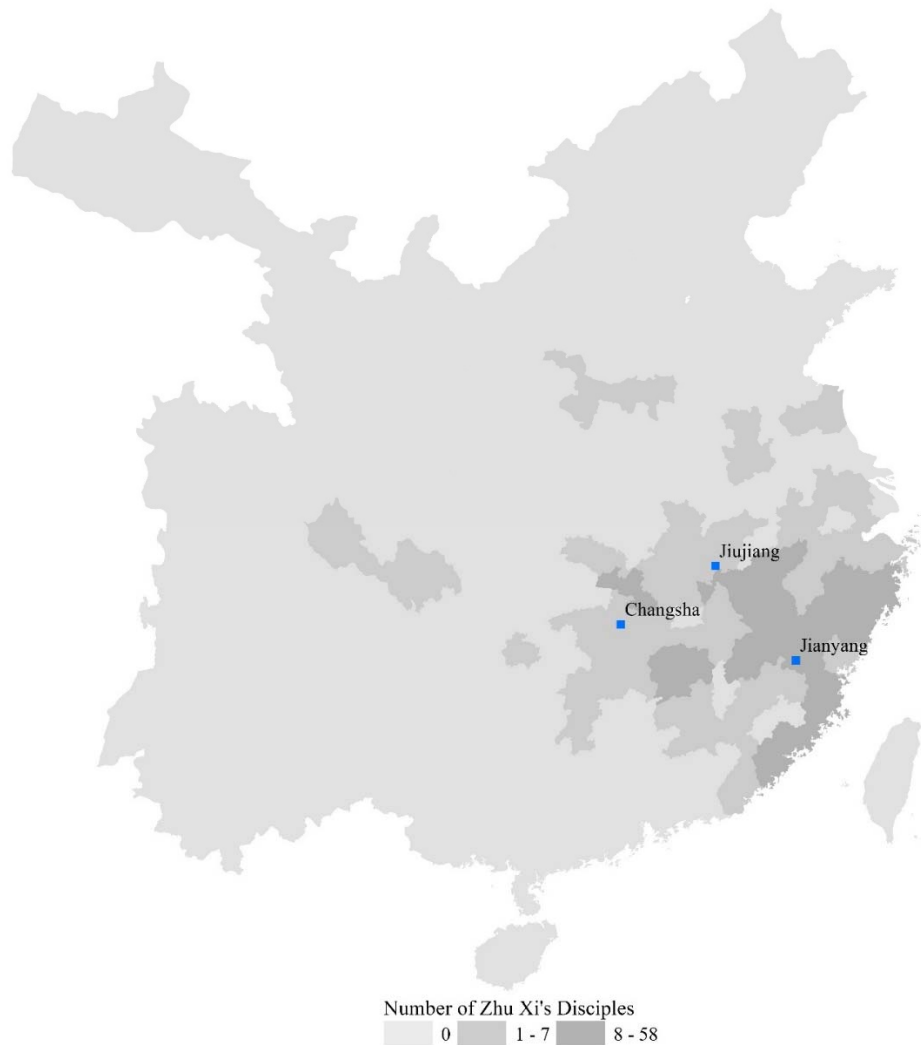 Jiujiang
Changsha
Jianyang
Number of Zhu Xi's Disciples
0 1 - 7 8 - 58